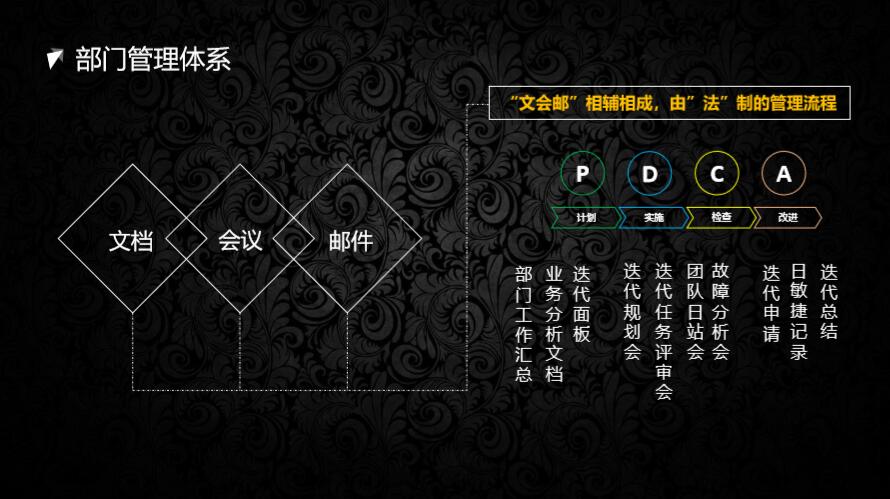 部门管理体系
“文会邮”相辅相成，由”法”制的管理流程
P D C A
计划 实施 检查 改进
文档 会议 邮件
部门工作汇总
业务分析文档
迭代面板
迭代规划会
迭代任务评审会
团队日站会
故障分析会
迭代申请
日敏捷记录
迭代总结